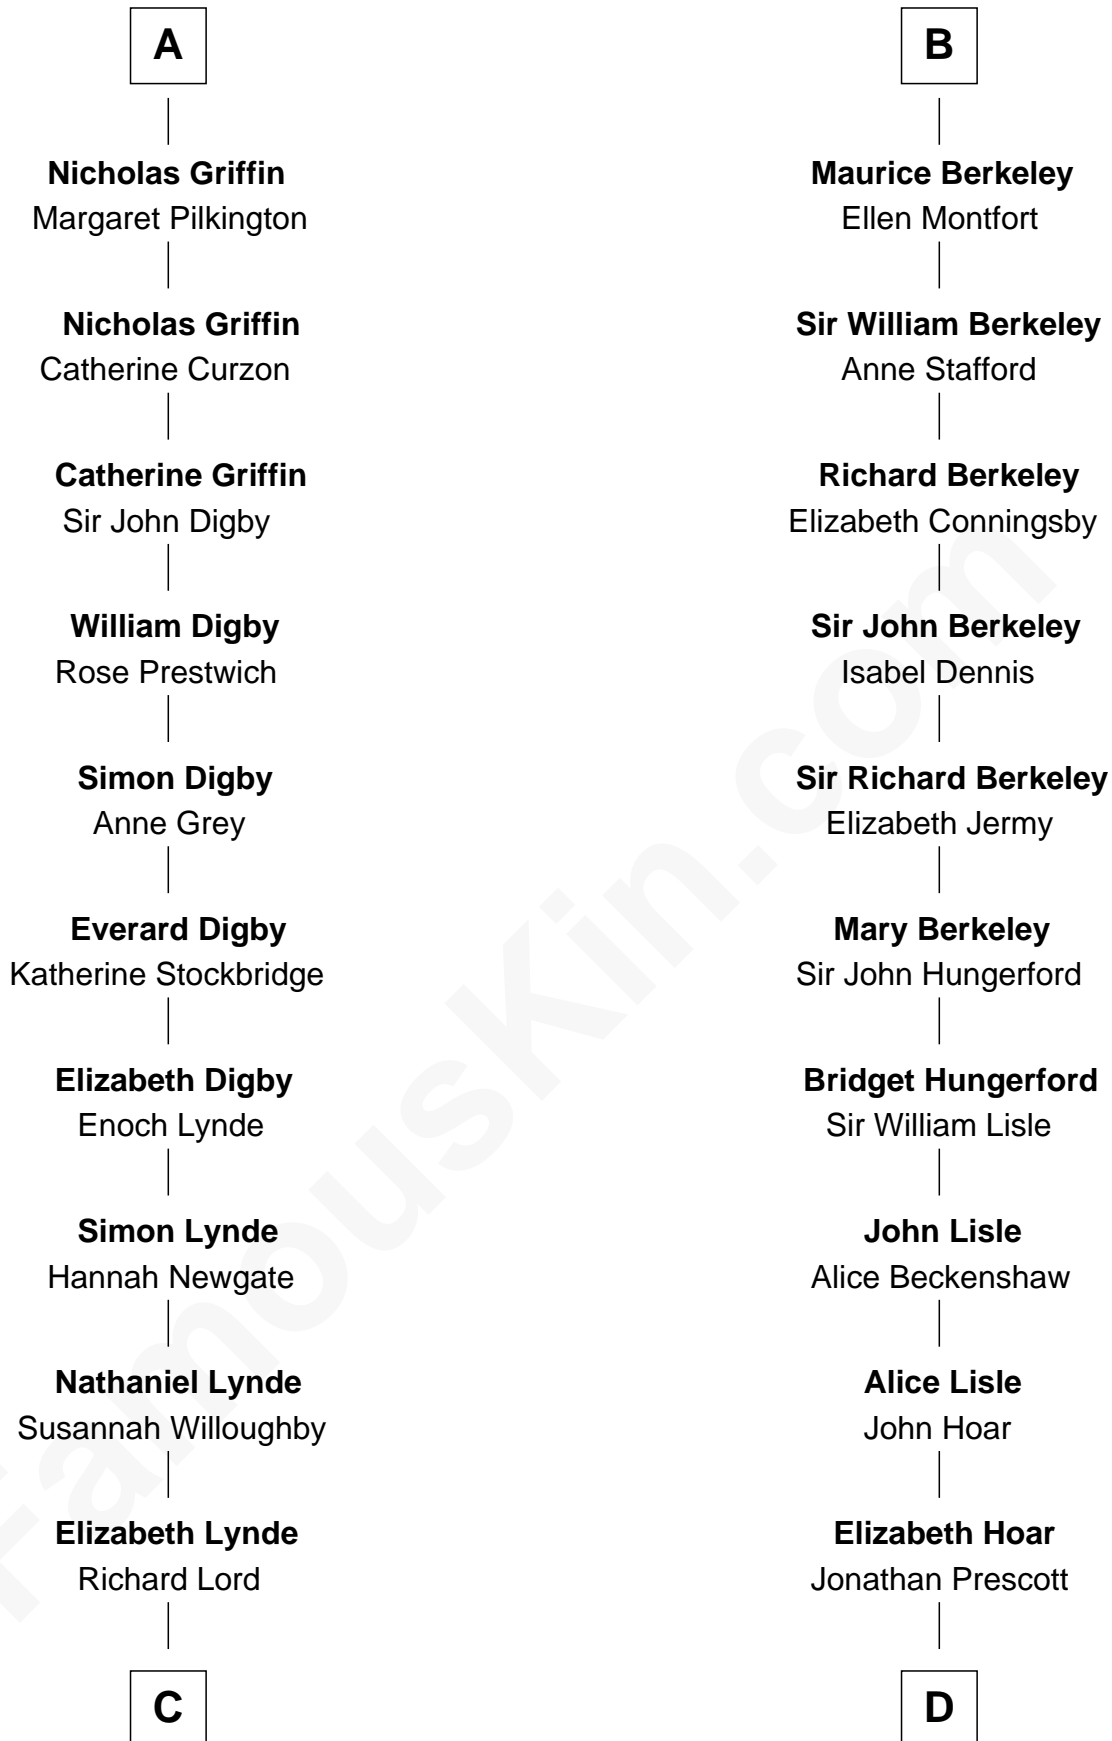 A
Nicholas Griffin
Margaret Pilkington
Nicholas Griffin
Catherine Curzon
Catherine Griffin
Sir John Digby
William Digby
Rose Prestwich
Simon Digby
Anne Grey
Everard Digby
Katherine Stockbridge
Elizabeth Digby
Enoch Lynde
Simon Lynde
Hannah Newgate
Nathaniel Lynde
Susannah Willoughby
Elizabeth Lynde
Richard Lord
C
B
Maurice Berkeley
Ellen Montfort
Sir William Berkeley
Anne Stafford
Richard Berkeley
Elizabeth Conningsby
Sir John Berkeley
Isabel Dennis
Sir Richard Berkeley
Elizabeth Jermy
Mary Berkeley
Sir John Hungerford
Bridget Hungerford
Sir William Lisle
John Lisle
Alice Beckenshaw
Alice Lisle
John Hoar
Elizabeth Hoar
Jonathan Prescott
D
FamousKin.com